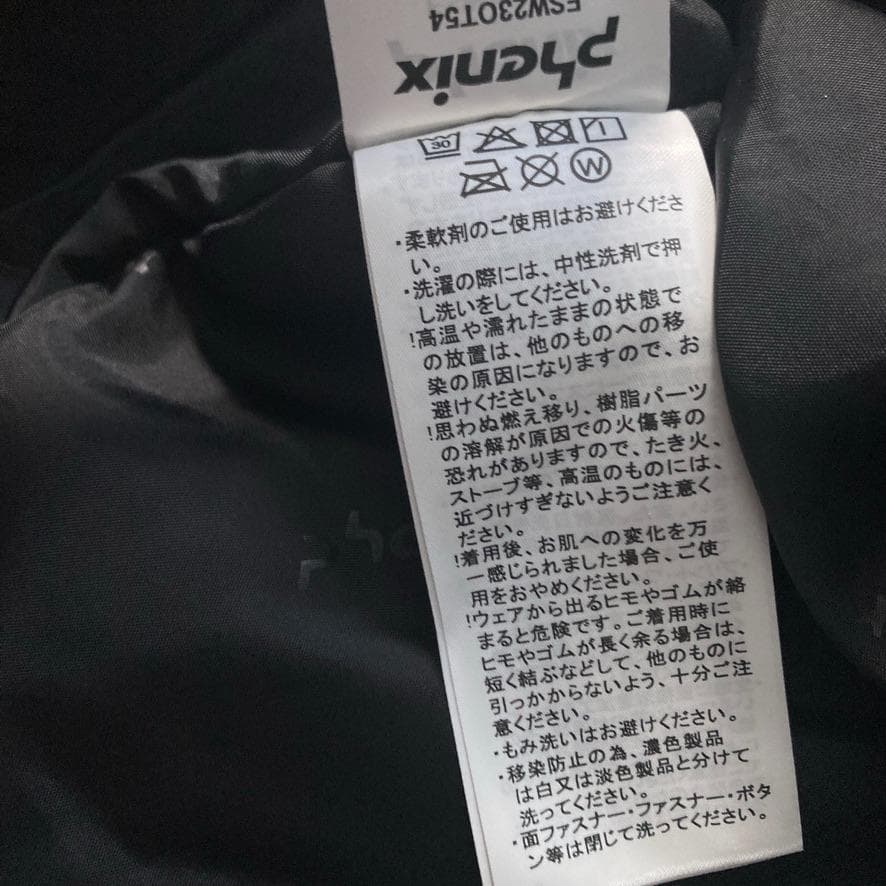 ESW23OT54
phenix
30
W
・柔軟剤のご使用はお避けくださ
い。
・洗濯の際には、中性洗剤で押
し洗いをしてください。
!高温や濡れたままの状態で
の放置は、他のものへの移
染の原因になりますので、お
避けください。
!思わぬ燃え移り、樹脂パーツ
の溶解が原因での火傷等の
恐れがありますので、たき火、
ストーブ等、高温のものには、
近づけすぎないようご注意く
ださい。
!着用後、お肌への変化を万
一感じられました場合、ご使
用をおやめください。
!ウェアから出るヒモやゴムが絡
まると危険です。ご着用時に
ヒモやゴムが長く余る場合は、
短く結ぶなどして、他のものに
引っかからないよう、十分ご注
意ください。
・もみ洗いはお避けください。
・移染防止の為、濃色製品
は白又は淡色製品と分けて
洗ってください。
・面ファスナー・ファスナー・ボタ
ン等は閉じて洗ってください。